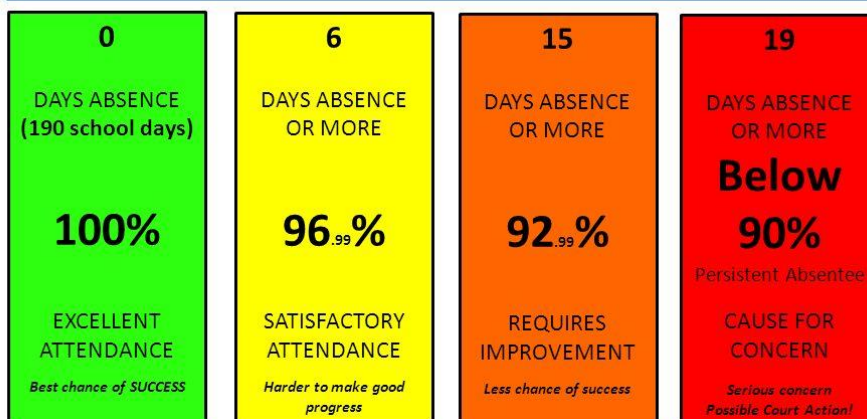 0
DAYS ABSENCE
(190 school days)
100%
EXCELLENT
ATTENDANCE
Best chance of SUCCESS
6
DAYS ABSENCE
OR MORE
96.99%
SATISFACTORY
ATTENDANCE
Harder to make good
progress
15
DAYS ABSENCE
OR MORE
92.99%
REQUIRES
IMPROVEMENT
Less chance of success
19
DAYS ABSENCE
OR MORE
Below
90%
Persistent Absentee
CAUSE FOR
CONCERN
Serious concern
Possible Court Action!